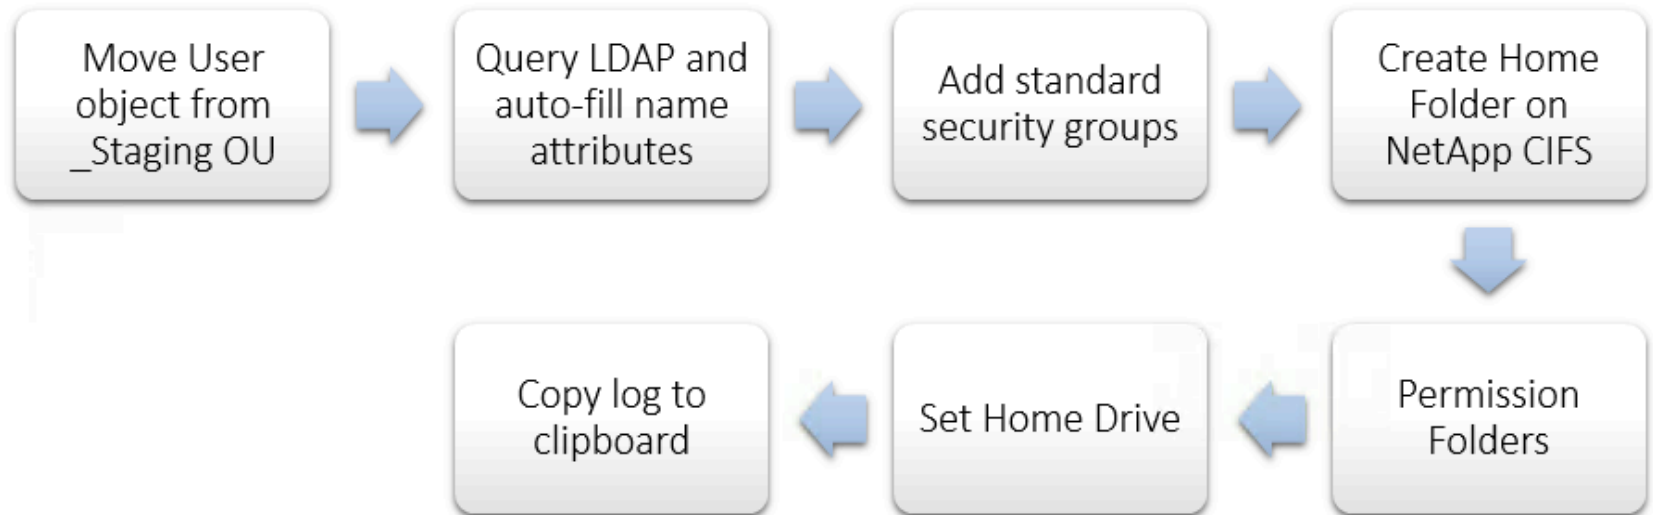 Move User
object from
_Staging OU
Query LDAP and
auto-fill name
attributes
Add standard
security groups
Create Home
Folder on
NetApp CIFS
Permission
Folders
Set Home Drive
Copy log to
clipboard